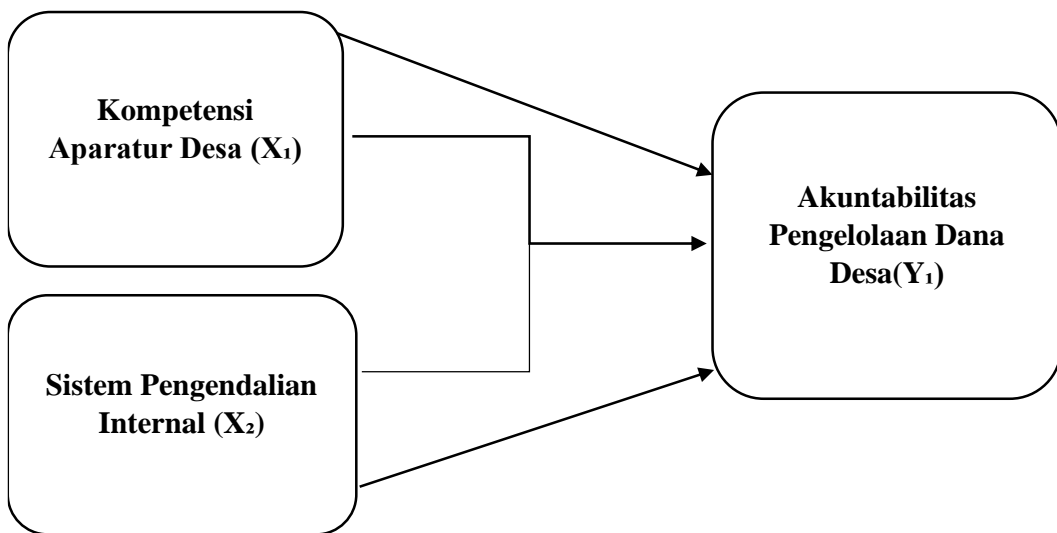 Kompetensi
Aparatur Desa (X₁)
Sistem Pengendalian
Internal (X₂)
Akuntabilitas
Pengelolaan Dana
Desa(Y₁)